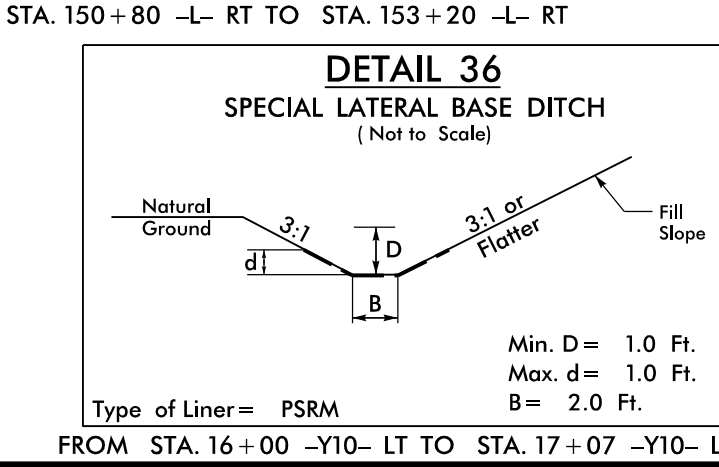 STA. 150+80 –L– RT TO STA. 153+20 –L– RT
DETAIL 36
SPECIAL LATERAL BASE DITCH
( Not to Scale)
Natural
Ground
3:1
d
D
B
3:1 or
Flatter
Fill
Slope
Min. D= 1.0 Ft.
Max. d= 1.0 Ft.
B= 2.0 Ft.
Type of Liner= PSRM
FROM STA. 16+00 –Y10– LT TO STA. 17+07 –Y10–